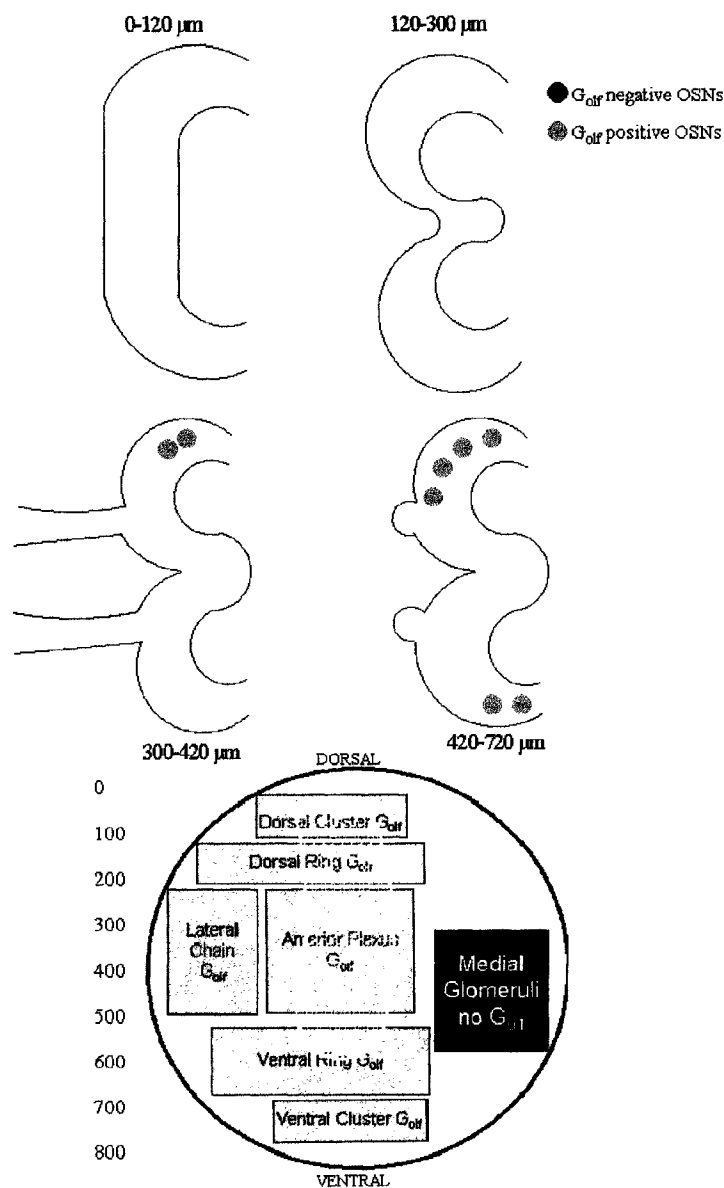 0-120 µm
120-300 µm
G_olf negative OSNs
G_olf positive OSNs
300-420 µm
420-720 µm
DORSAL
0
100
200
300
400
500
600
700
800
Dorsal Cluster G_olf
Dorsal Ring G_olf
Lateral
Chain
G_olf
Anterior Plexus
G_olf
Medial
Glomeruli
no G_olf
Ventral Ring G_olf
Ventral Cluster G_olf
VENTRAL